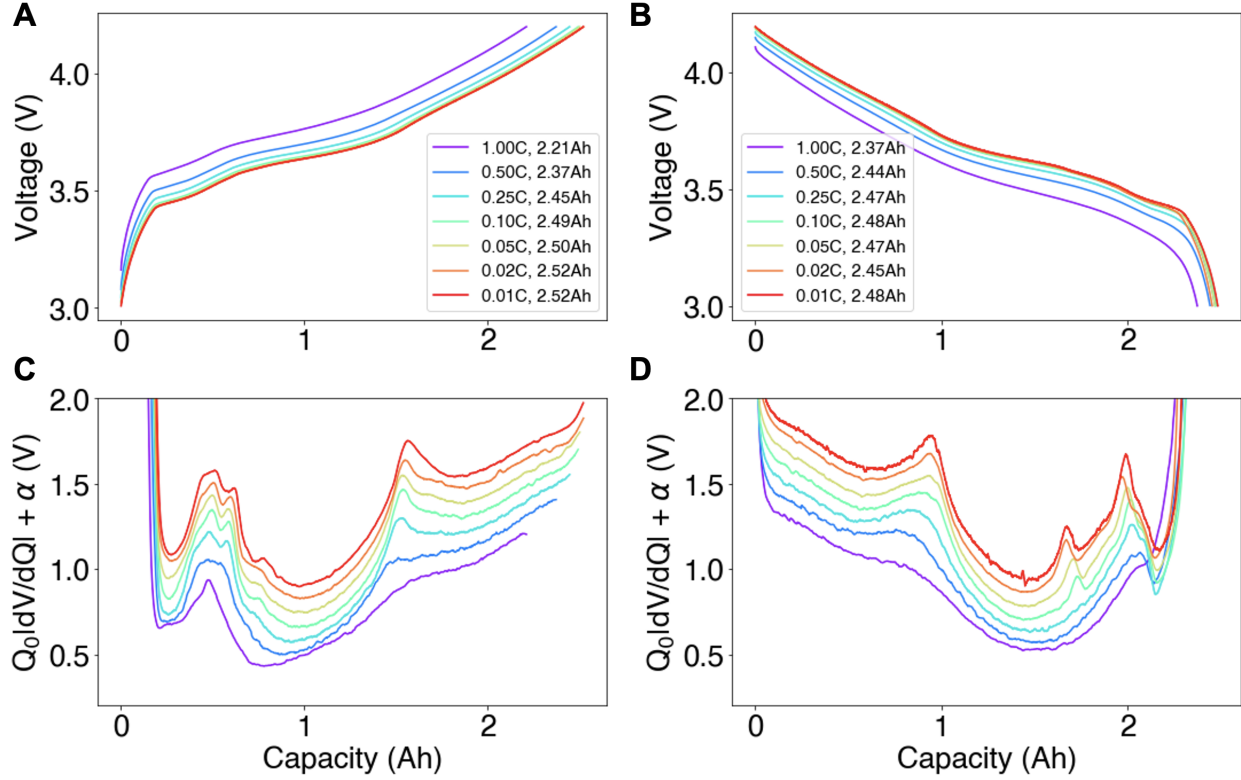 A
B
Voltage (V)
4.0
3.5
3.0
0
1
2
1.00C, 2.21Ah
0.50C, 2.37Ah
0.25C, 2.45Ah
0.10C, 2.49Ah
0.05C, 2.50Ah
0.02C, 2.52Ah
0.01C, 2.52Ah
Voltage (V)
4.0
3.5
3.0
0
1
2
1.00C, 2.37Ah
0.50C, 2.44Ah
0.25C, 2.47Ah
0.10C, 2.48Ah
0.05C, 2.47Ah
0.02C, 2.45Ah
0.01C, 2.48Ah
C
D
Q₀|dV/dQ| + α (V)
2.0
1.5
1.0
0.5
0
1
2
Capacity (Ah)
Q₀|dV/dQ| + α (V)
2.0
1.5
1.0
0.5
0
1
2
Capacity (Ah)